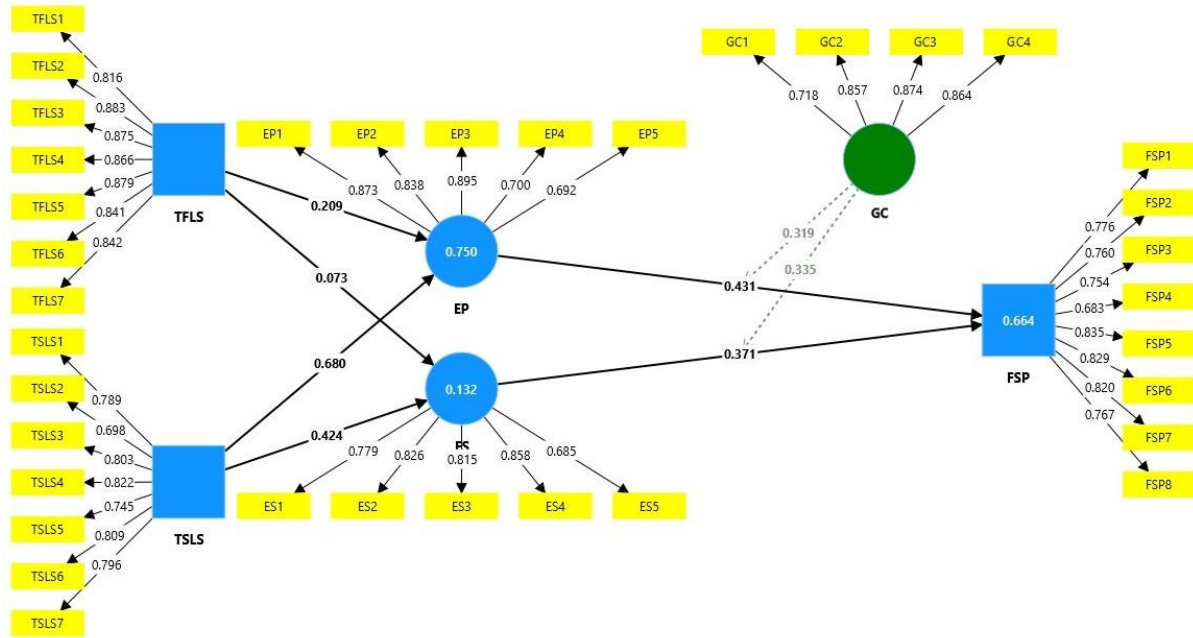 TFLS1
TFLS2
TFLS3
TFLS4
TFLS5
TFLS6
TFLS7
0.816
0.883
0.875
0.866
0.879
0.841
0.842
TFLS
TSLS1
TSLS2
TSLS3
TSLS4
TSLS5
TSLS6
TSLS7
0.789
0.698
0.803
0.822
0.745
0.809
0.796
TSLS
0.209
0.073
0.680
0.424
EP1 EP2 EP3 EP4 EP5
0.873 0.838 0.895 0.700 0.692
0.750
EP
0.132
ES
0.779 0.826 0.815 0.858 0.685
ES1 ES2 ES3 ES4 ES5
GC1 GC2 GC3 GC4
0.718 0.857 0.874 0.864
GC
0.319
0.335
0.431
0.371
0.664
FSP
0.776
0.760
0.754
0.683
0.835
0.829
0.820
0.767
FSP1
FSP2
FSP3
FSP4
FSP5
FSP6
FSP7
FSP8